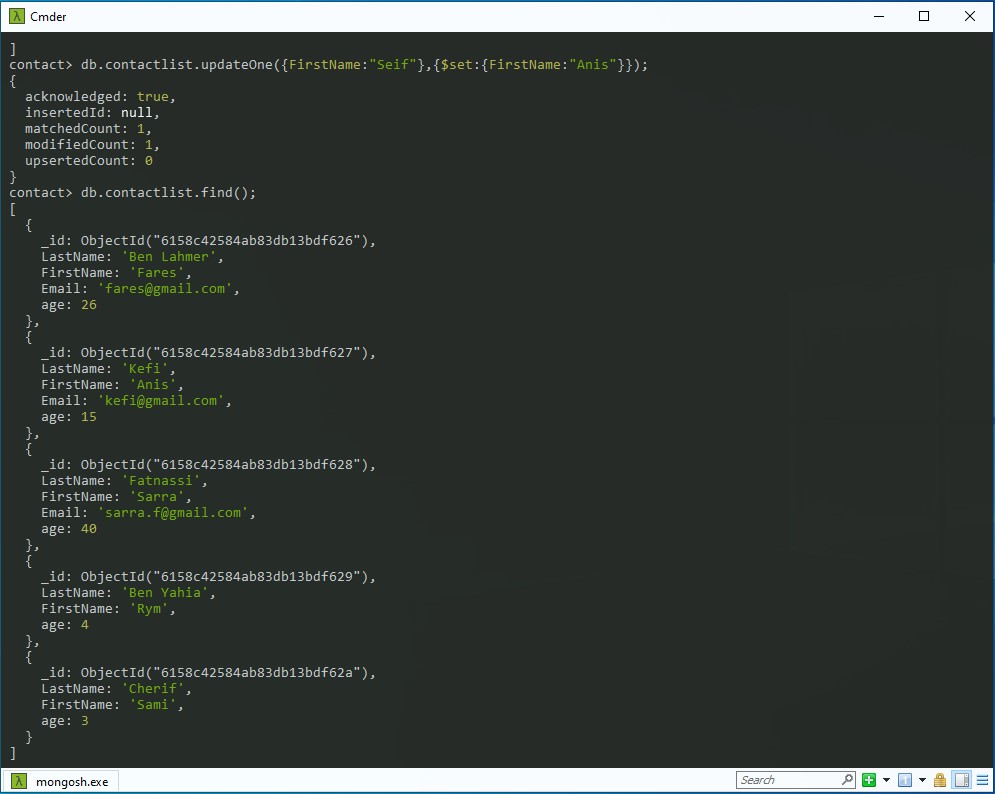 Cmder
]
contact> db.contactlist.updateOne({FirstName:"Seif"},{$set:{FirstName:"Anis"}});
{
  acknowledged: true,
  insertedId: null,
  matchedCount: 1,
  modifiedCount: 1,
  upsertedCount: 0
}
contact> db.contactlist.find();
[
  {
    _id: ObjectId("6158c42584ab83db13bdf626"),
    LastName: 'Ben Lahmer',
    FirstName: 'Fares',
    Email: 'fares@gmail.com',
    age: 26
  },
  {
    _id: ObjectId("6158c42584ab83db13bdf627"),
    LastName: 'Kefi',
    FirstName: 'Anis',
    Email: 'kefi@gmail.com',
    age: 15
  },
  {
    _id: ObjectId("6158c42584ab83db13bdf628"),
    LastName: 'Fatnassi',
    FirstName: 'Sarra',
    Email: 'sarra.f@gmail.com',
    age: 40
  },
  {
    _id: ObjectId("6158c42584ab83db13bdf629"),
    LastName: 'Ben Yahia',
    FirstName: 'Rym',
    age: 4
  },
  {
    _id: ObjectId("6158c42584ab83db13bdf62a"),
    LastName: 'Cherif',
    FirstName: 'Sami',
    age: 3
  }
]
mongosh.exe
Search